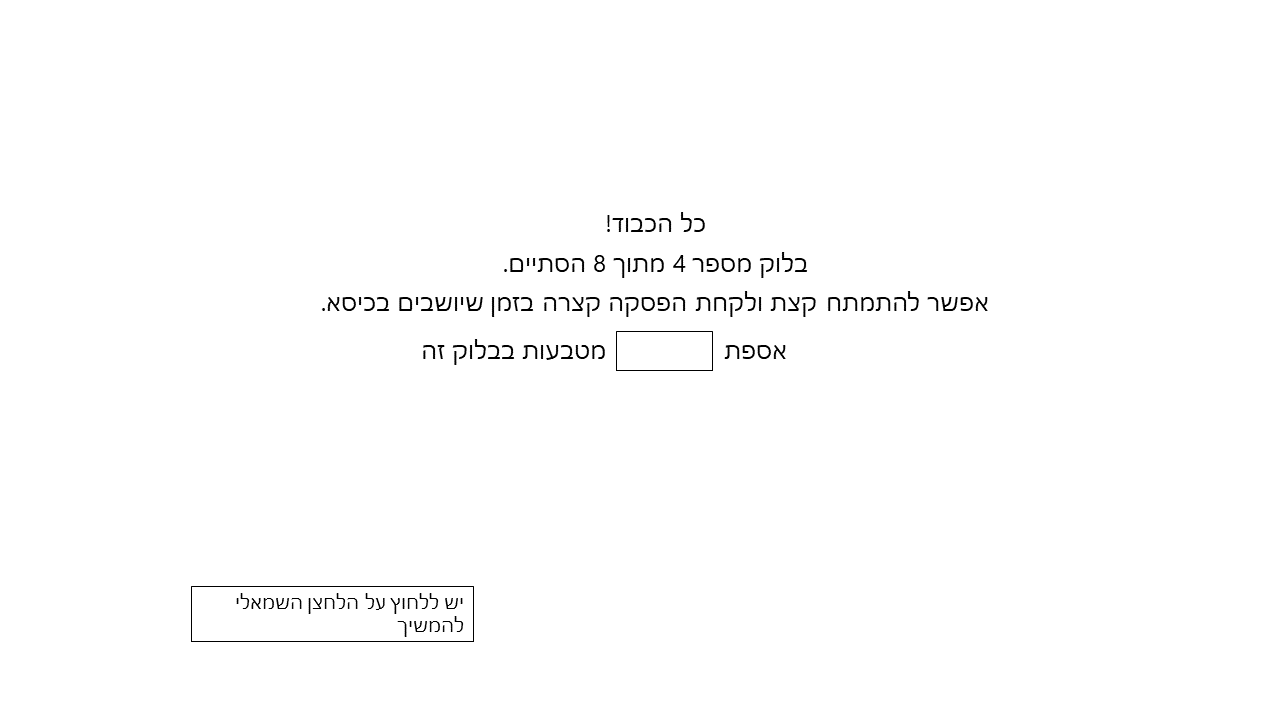 כל הכבוד!
בלוק מספר 4 מתוך 8 הסתיים.
אפשר להתמתח קצת ולקחת הפסקה קצרה בזמן שיושבים בכיסא.
אספת מטבעות בבלוק זה
יש ללחוץ על הלחצן השמאלי
להמשיך